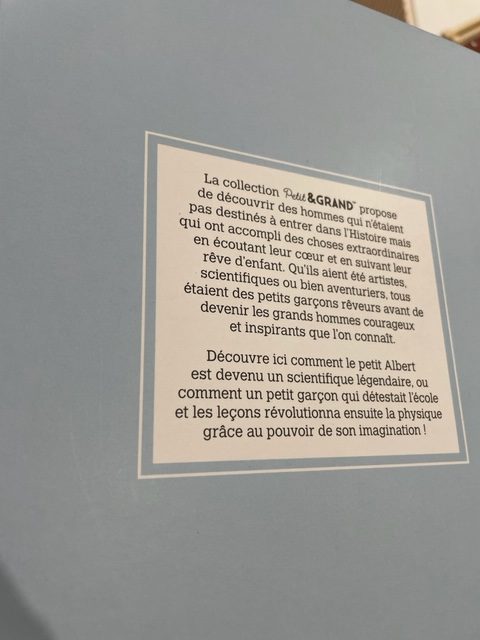 La collection Petit &GRAND™ propose
de découvrir des hommes qui n'étaient
pas destinés à entrer dans l'Histoire mais
qui ont accompli des choses extraordinaires
en écoutant leur cœur et en suivant leur
rêve d'enfant. Qu'ils aient été artistes,
scientifiques ou bien aventuriers, tous
étaient des petits garçons rêveurs avant de
devenir les grands hommes courageux
et inspirants que l'on connaît.
Découvre ici comment le petit Albert
est devenu un scientifique légendaire, ou
comment un petit garçon qui détestait l'école
et les leçons révolutionna ensuite la physique
grâce au pouvoir de son imagination !